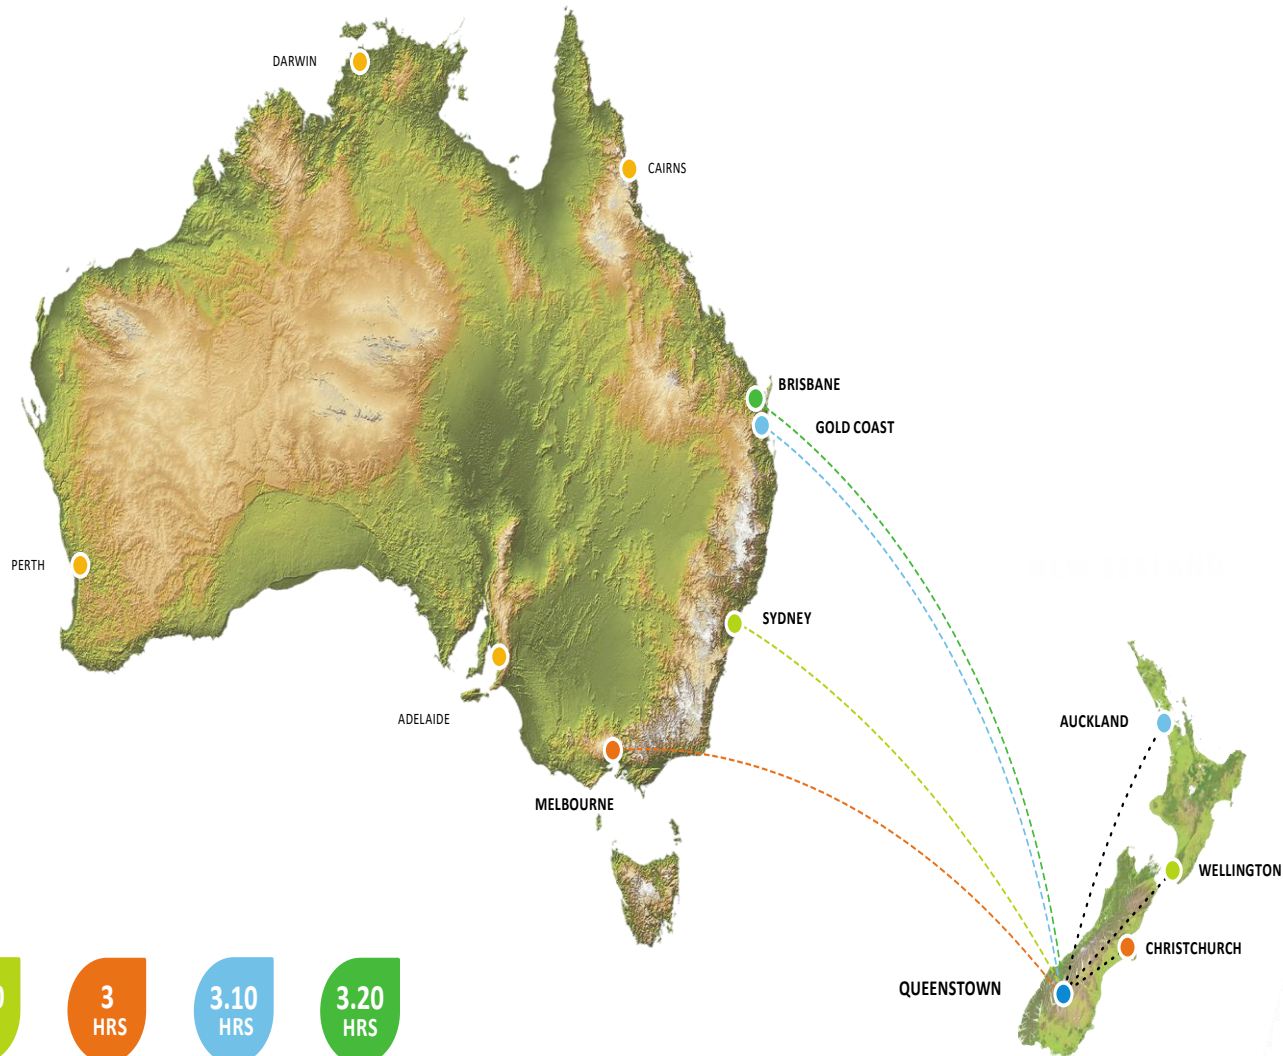 DARWIN
CAIRNS
BRISBANE
GOLD COAST
PERTH
SYDNEY
ADELAIDE
AUCKLAND
MELBOURNE
WELLINGTON
CHRISTCHURCH
QUEENSTOWN
0
3
HRS
3.10
HRS
3.20
HRS